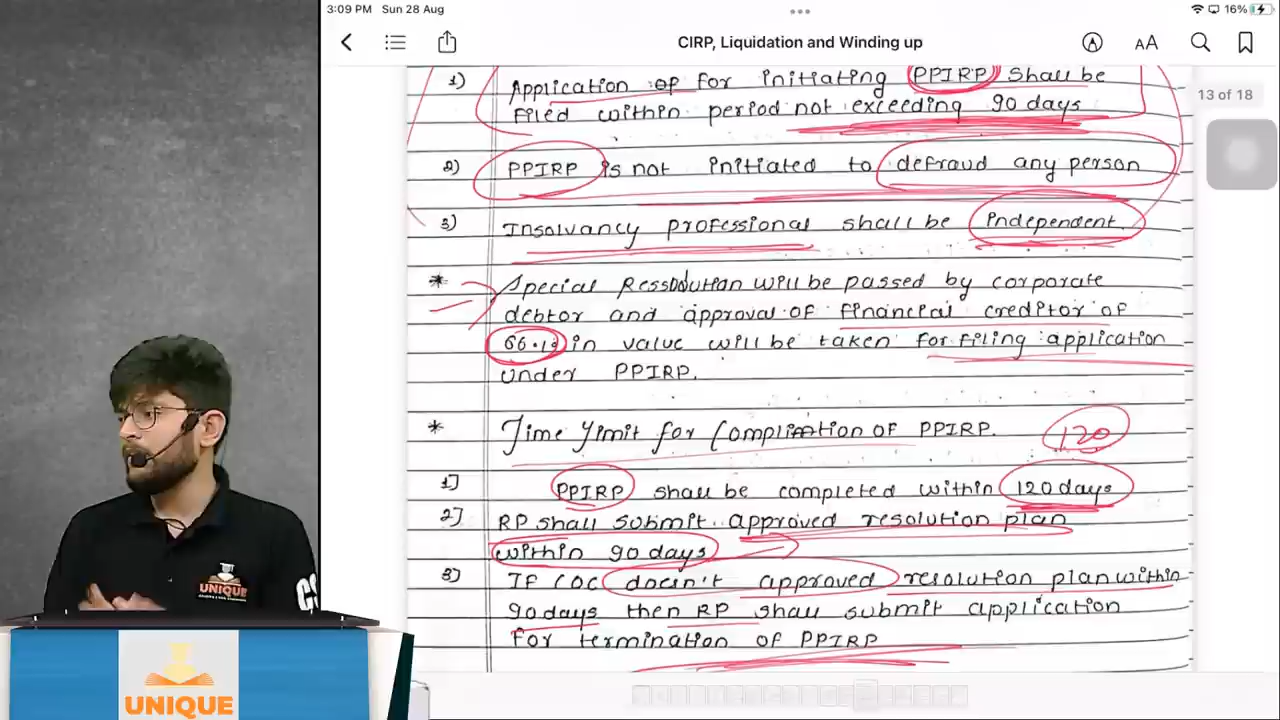 3:09 PM Sun 28 Aug
16%
CIRP, Liquidation and Winding up
AA
13 of 18
1) Application of for initiating PPIRP shall be
filed within period not exceeding 90 days
2) PPIRP is not initiated to defraud any person
3) Insolvancy professional shall be independent.
* Special Ressolution will be passed by corporate
debtor and approval of financial creditor of
66.1% in value will be taken for filing application
under PPIRP.
* Time limit for Compliation of PPIRP. 120
1] PPIRP shall be completed within 120 days
2] RP shall submit approved resolution plan
within 90 days
3] If COC doesn't approved resolution plan within
90 days then RP shall submit application
for termination of PPIRP
UNIQUE
CS
UNIQUE